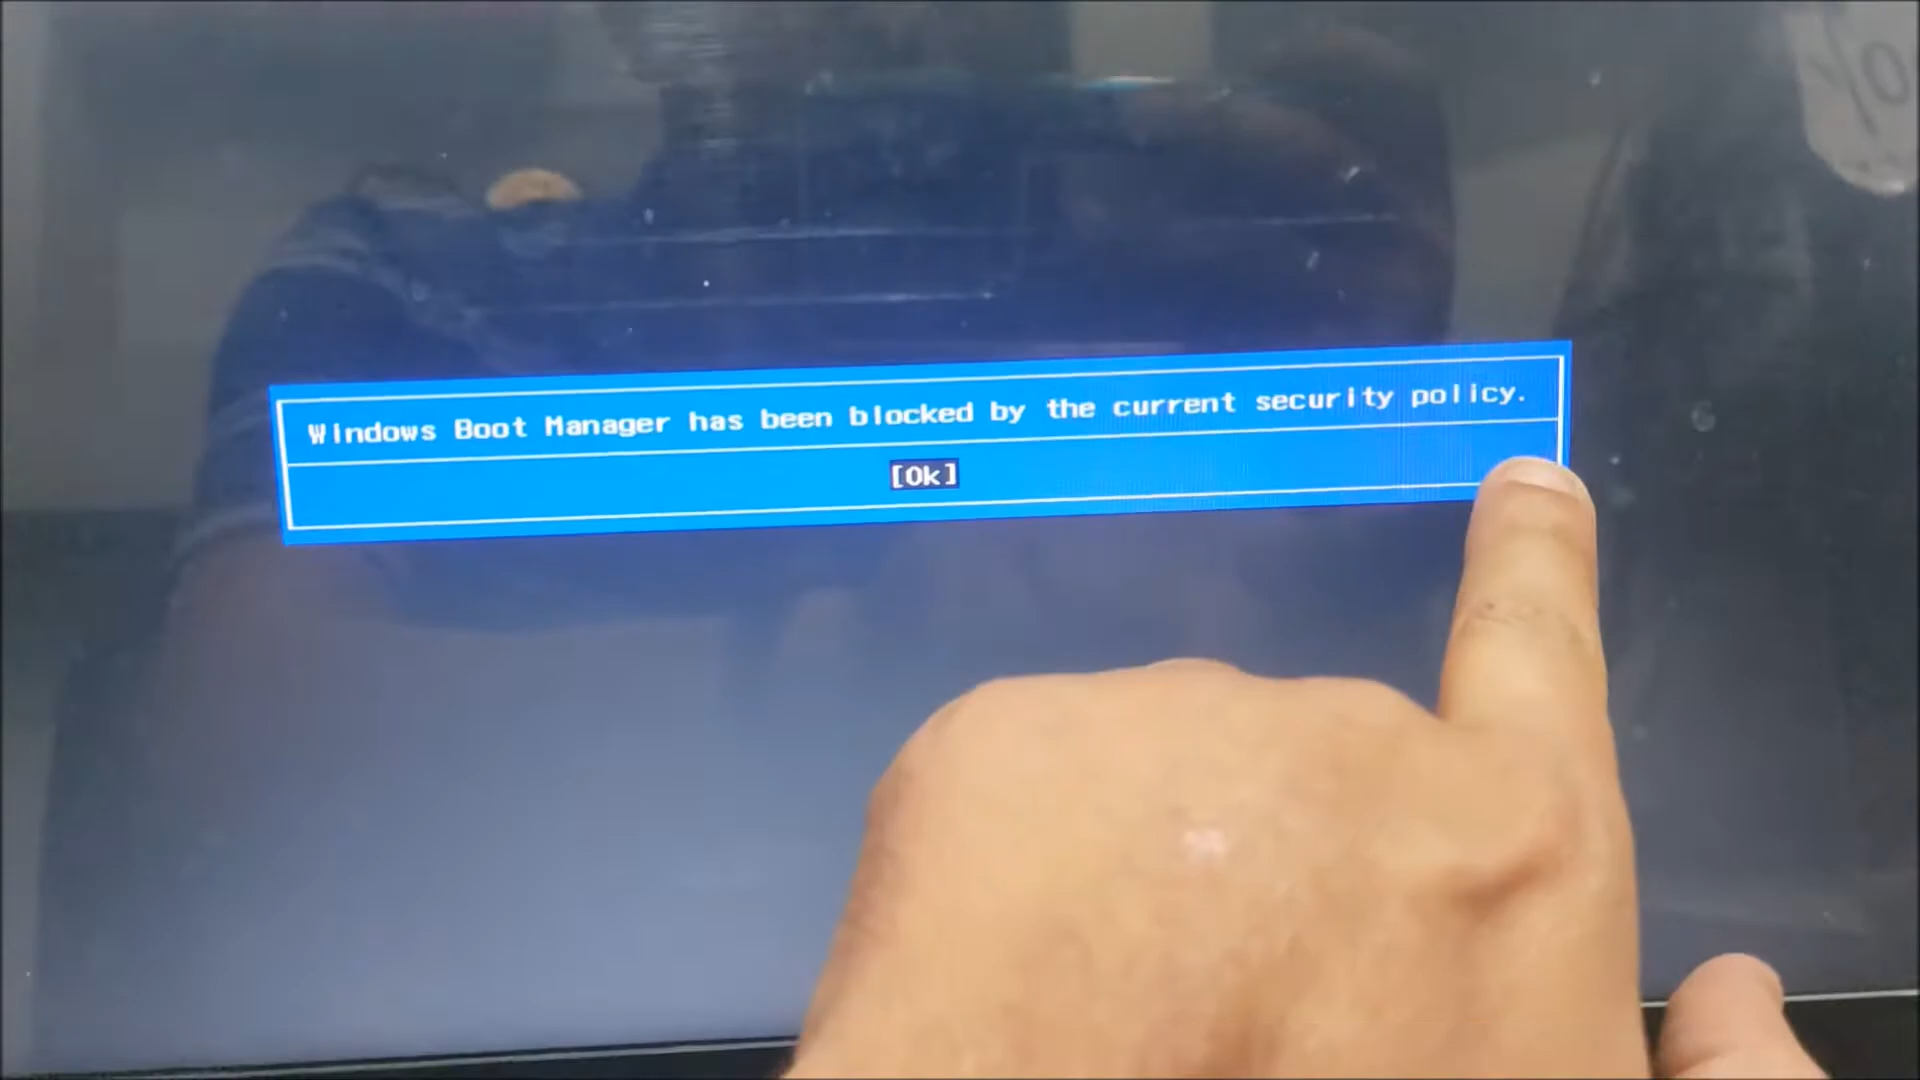 Windows Boot Manager has been blocked by the current security policy.
[Ok]